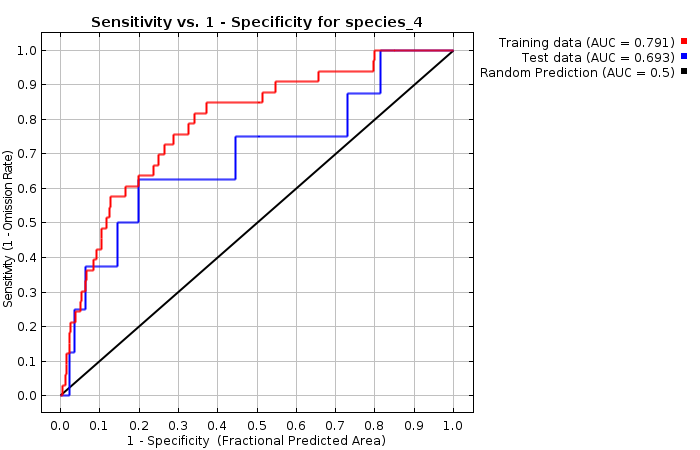 Sensitivity vs. 1 - Specificity for species_4
Training data (AUC = 0.791)
Test data (AUC = 0.693)
Random Prediction (AUC = 0.5)
Sensitivity (1 - Omission Rate)
1.0
0.9
0.8
0.7
0.6
0.5
0.4
0.3
0.2
0.1
0.0
0.0 0.1 0.2 0.3 0.4 0.5 0.6 0.7 0.8 0.9 1.0
1 - Specificity (Fractional Predicted Area)